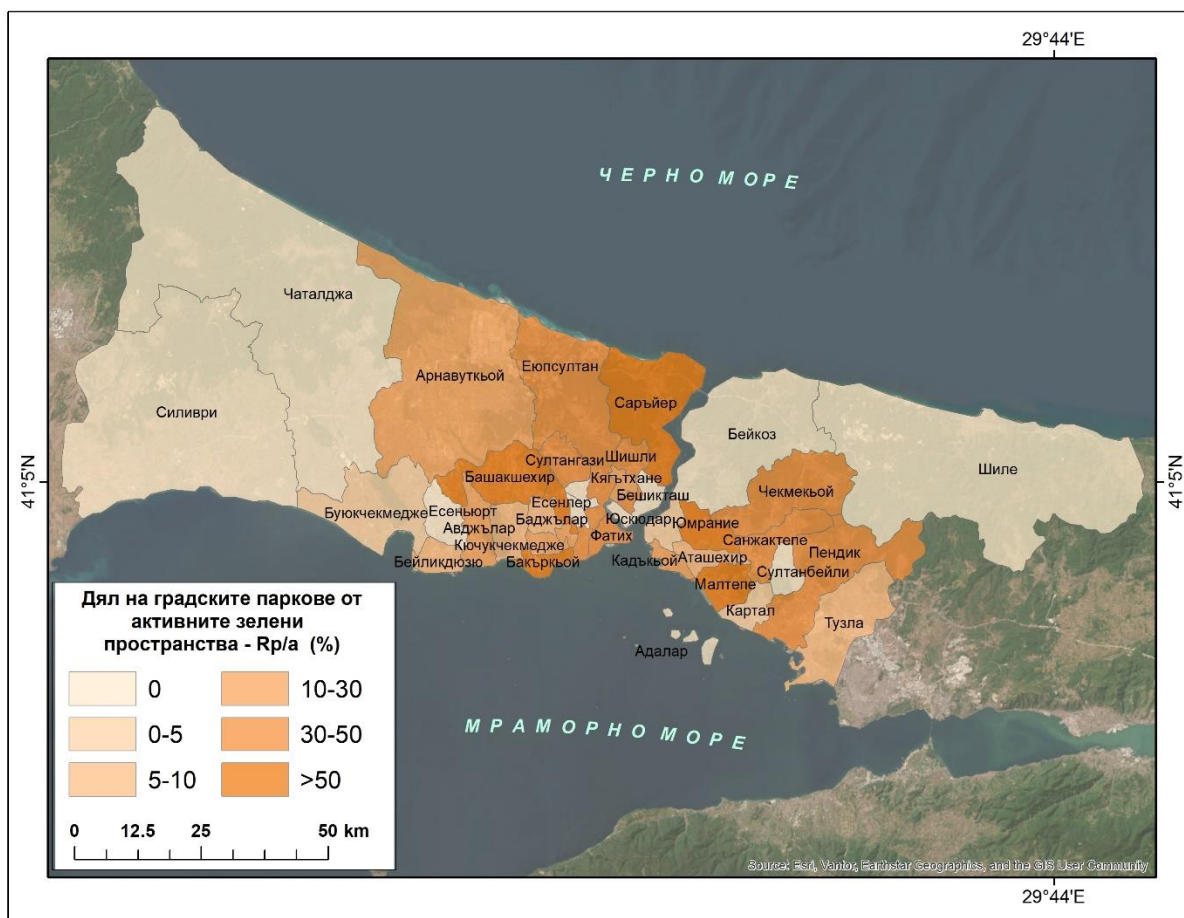 29°44'E
ЧЕРНО МОРЕ
Чаталджа
Арнавуткьой
Еюпсултан
Саръйер
Силиври
Бейкоз
Шиле
41°5'N
41°5'N
Султангази
Шишли
Башакшехир
Кягътхане
Чекмекьой
Бешикташ
Есенлер
Буюкчекмедже
Есеньюрт
Баджълар
Юскюдар
Юмрание
Авджълар
Фатих
Санжактепе
Кючукчекмедже
Пендик
Бейликдюзю
Бакъркьой
Кадъкьой
Аташехир
Султанбейли
Малтепе
Картал
Тузла
Адалар
МРАМОРНО МОРЕ
Дял на градските паркове от
активните зелени
пространства - Rp/a (%)
0
10-30
0-5
30-50
5-10
>50
0 12.5 25 50 km
Source: Esri, Vantor, Earthstar Geographics, and the GIS User Community
29°44'E